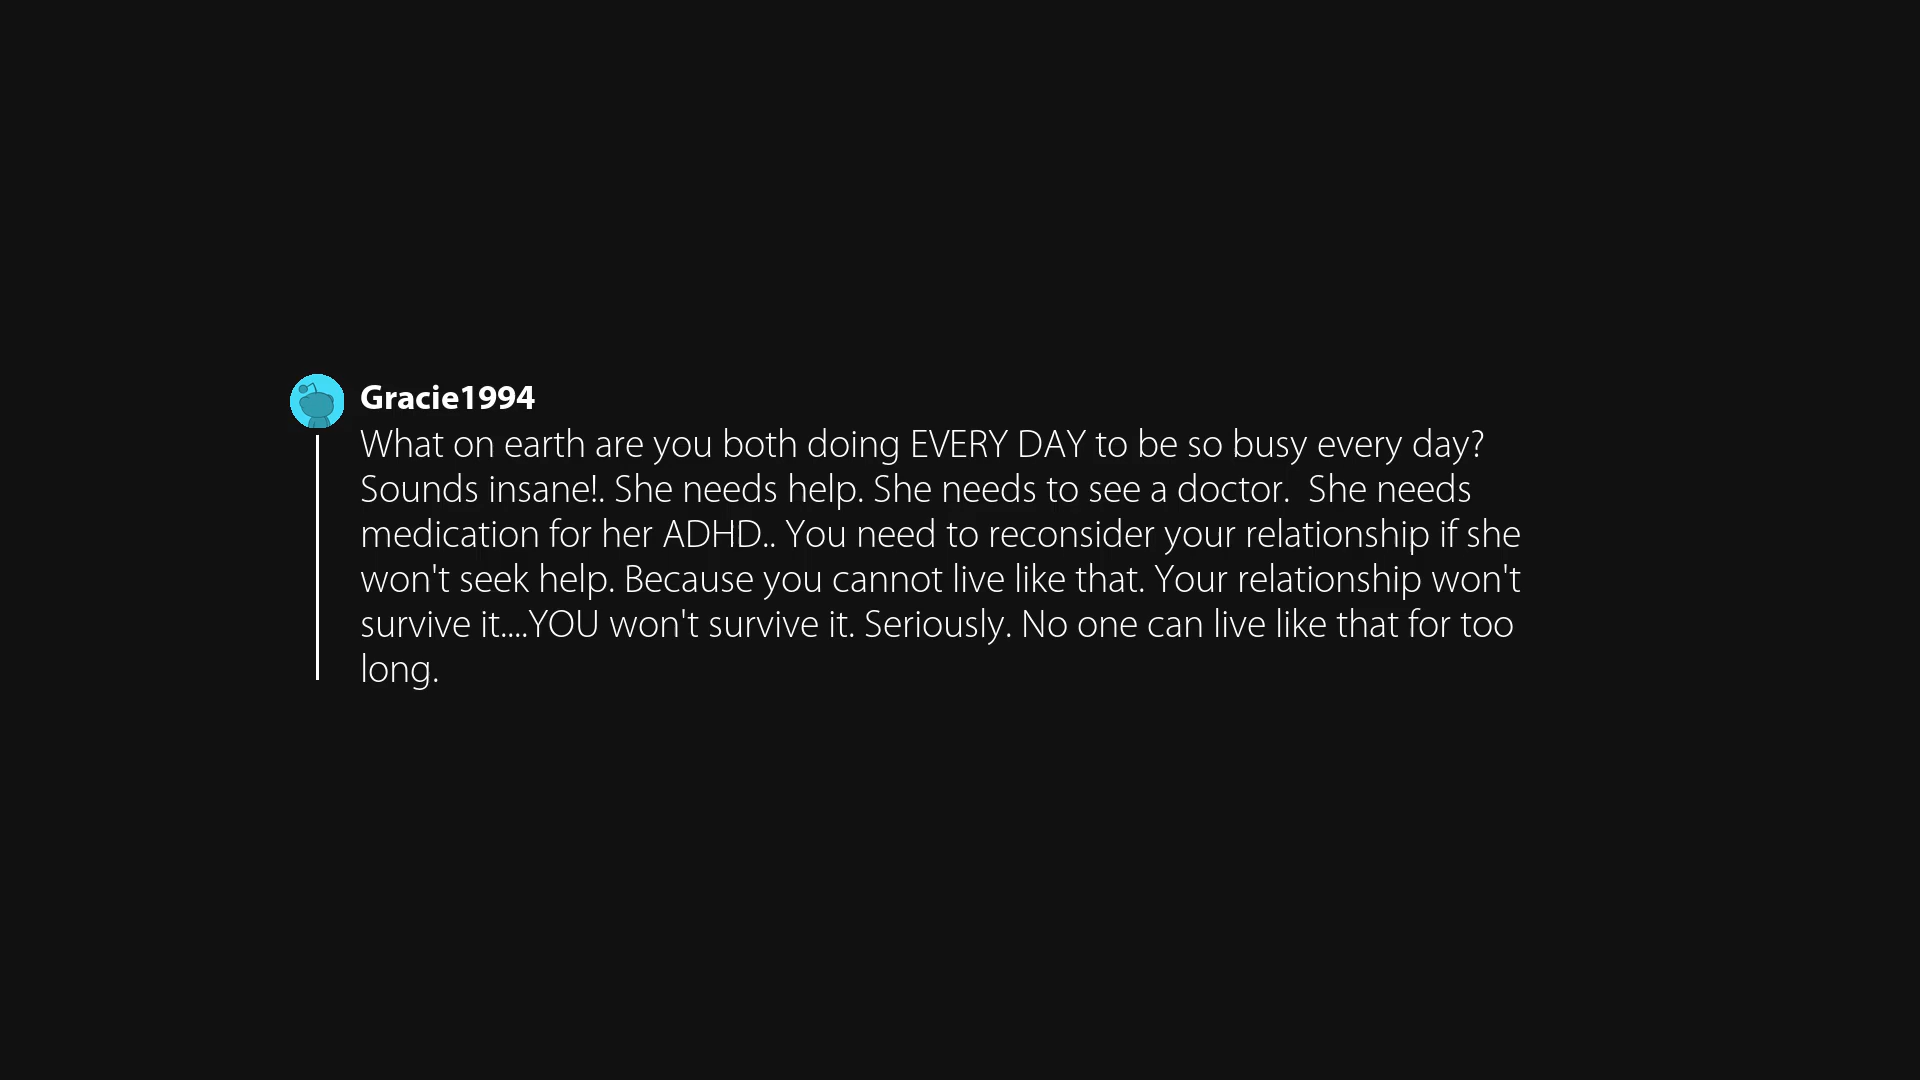 Gracie1994
What on earth are you both doing EVERY DAY to be so busy every day?
Sounds insane!. She needs help. She needs to see a doctor.  She needs
medication for her ADHD.. You need to reconsider your relationship if she
won't seek help. Because you cannot live like that. Your relationship won't
survive it....YOU won't survive it. Seriously. No one can live like that for too
long.